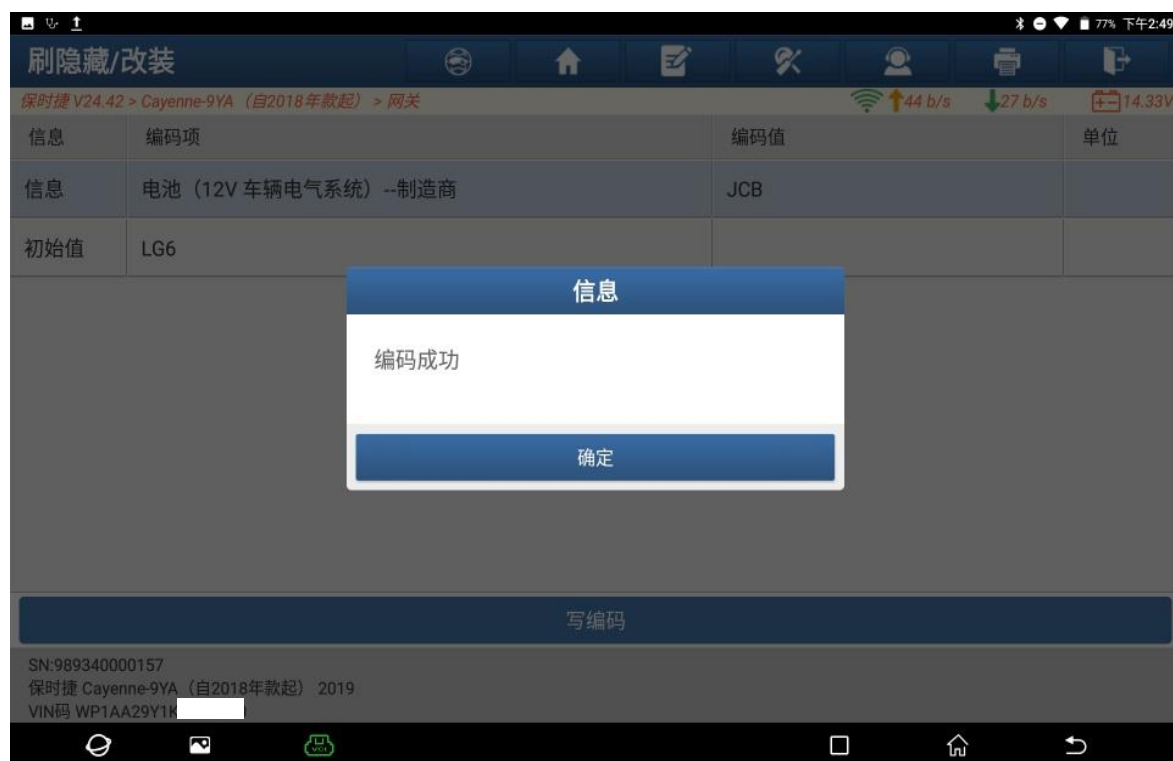 77% 下午2:49
刷隐藏/改装
保时捷 V24.42 > Cayenne-9YA（自2018年款起）> 网关 44 b/s 27 b/s 14.33V
信息 编码项 编码值 单位
信息 电池（12V 车辆电气系统）--制造商 JCB
初始值 LG6
信息
编码成功
确定
写编码
SN:989340000157
保时捷 Cayenne-9YA（自2018年款起） 2019
VIN码 WP1AA29Y1K
VCI